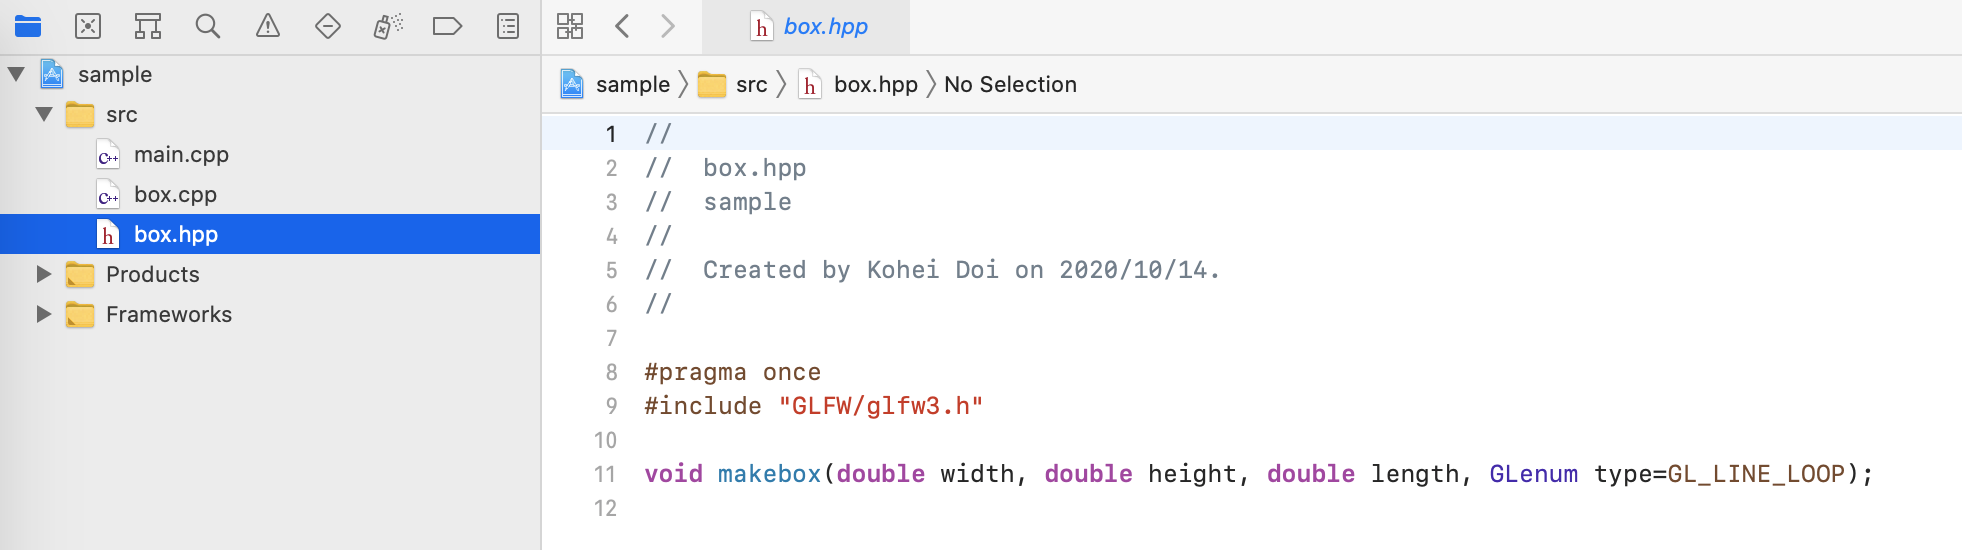 box.hpp
sample
src
main.cpp
box.cpp
box.hpp
Products
Frameworks
sample 〉 src 〉 box.hpp 〉 No Selection
1 //
2 //  box.hpp
3 //  sample
4 //
5 //  Created by Kohei Doi on 2020/10/14.
6 //
7
8 #pragma once
9 #include "GLFW/glfw3.h"
10
11 void makebox(double width, double height, double length, GLenum type=GL_LINE_LOOP);
12